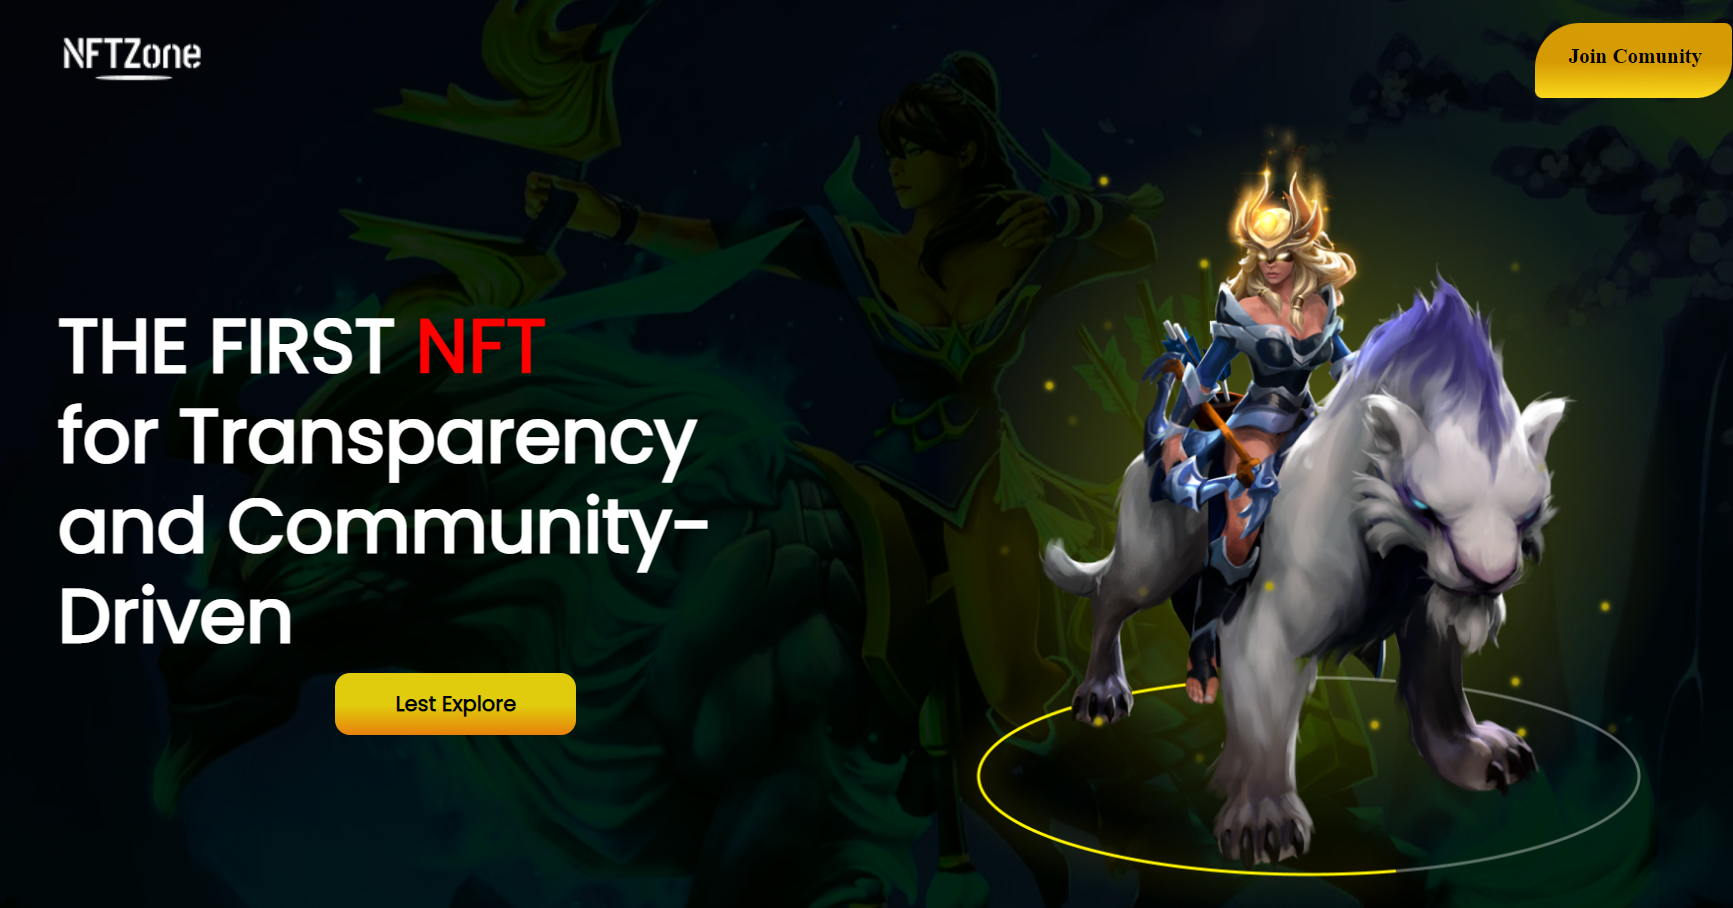 NFTZone
Join Comunity
THE FIRST NFT
for Transparency
and Community-
Driven
Lest Explore